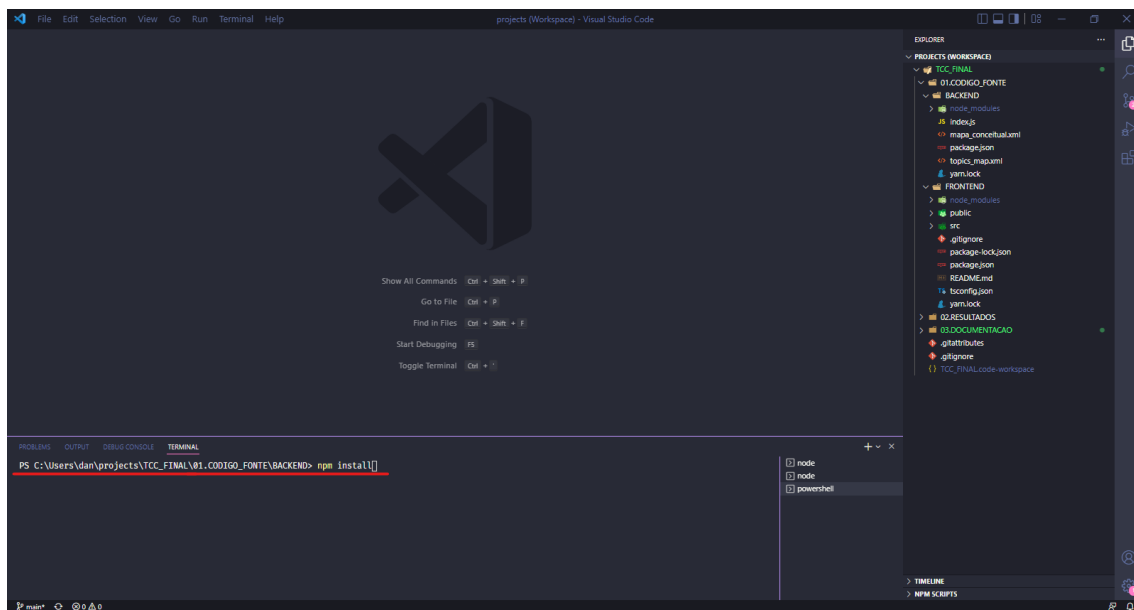 File Edit Selection View Go Run Terminal Help
projects (Workspace) - Visual Studio Code
Show All Commands Ctrl + Shift + P
Go to File Ctrl + P
Find in Files Ctrl + Shift + F
Start Debugging F5
Toggle Terminal Ctrl + '
PROBLEMS OUTPUT DEBUG CONSOLE TERMINAL
PS C:\Users\dan\projects\TCC_FINAL\01.CODIGO_FONTE\BACKEND> npm install
node
node
powershell
EXPLORER
PROJECTS (WORKSPACE)
TCC_FINAL
01.CODIGO_FONTE
BACKEND
node_modules
JS index.js
mapa_conceitual.xml
package.json
topics_map.xml
yarn.lock
FRONTEND
node_modules
public
src
.gitignore
package-lock.json
package.json
README.md
tsconfig.json
yarn.lock
02.RESULTADOS
03.DOCUMENTACAO
.gitattributes
.gitignore
{} TCC_FINAL.code-workspace
TIMELINE
NPM SCRIPTS
main* 0 0